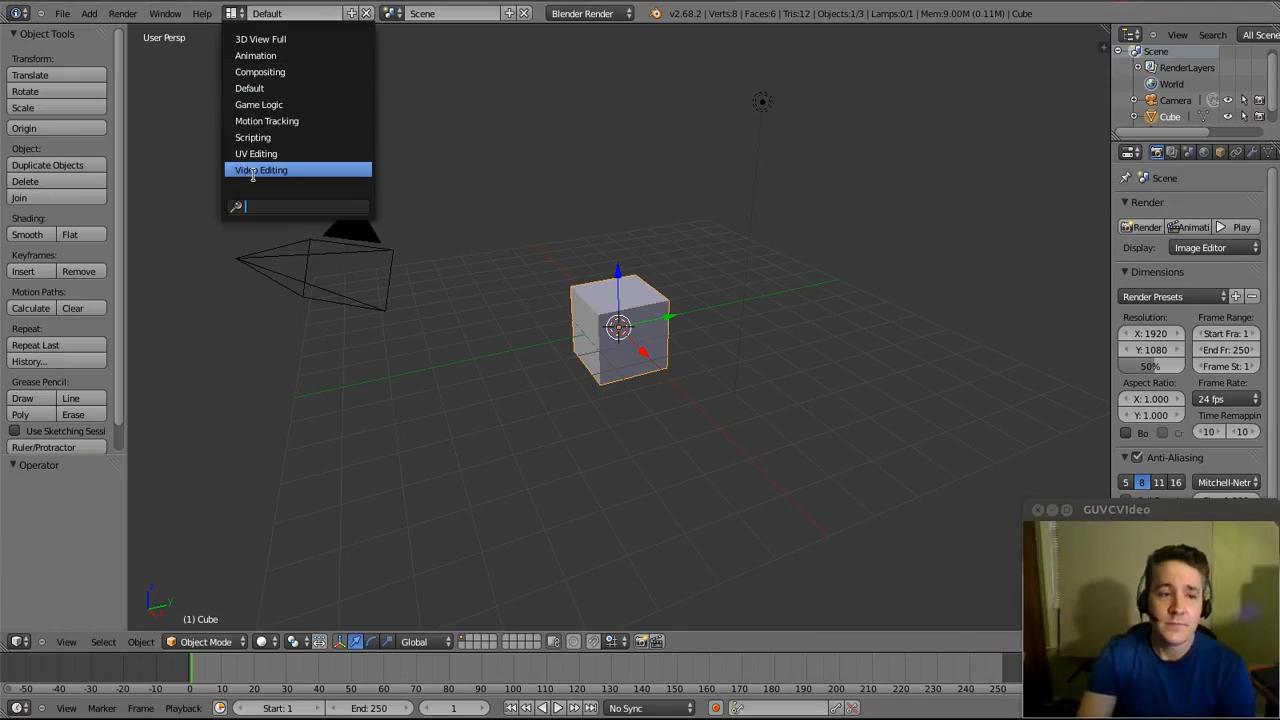 File Add Render Window Help Default Scene Blender Render v2.68.2 | Verts:8 | Faces:6 | Tris:12 | Objects:1/3 | Lamps:0/1 | Mem:9.00M (0.11M) | Cube
Object Tools
Transform:
Translate
Rotate
Scale
Origin
Object:
Duplicate Objects
Delete
Join
Shading:
Smooth Flat
Keyframes:
Insert Remove
Motion Paths:
Calculate Clear
Repeat:
Repeat Last
History...
Grease Pencil:
Draw Line
Poly Erase
Use Sketching Sessi
Ruler/Protractor
Operator
User Persp
3D View Full
Animation
Compositing
Default
Game Logic
Motion Tracking
Scripting
UV Editing
Video Editing
(1) Cube
View Search All Scene
Scene
RenderLayers
World
Camera
Cube
Scene
Render
Render Animati Play
Display: Image Editor
Dimensions
Render Presets
Resolution: Frame Range:
X: 1920 Start Fra: 1
Y: 1080 End Fr: 250
50% Frame St: 1
Aspect Ratio: Frame Rate:
X: 1.000 24 fps
Y: 1.000 Time Remappin
Bo Cr 10 10
Anti-Aliasing
5 8 11 16 Mitchell-Netr
GUVCVIdeo
z
y
View Select Object Object Mode Global
-50 -40 -30 -20 -10 0 10 20 30 40 50 60 70 80 90 100 110 120 130 140 150 160 170 180 190 200 210 220 230 240 250
View Marker Frame Playback Start: 1 End: 250 1 No Sync